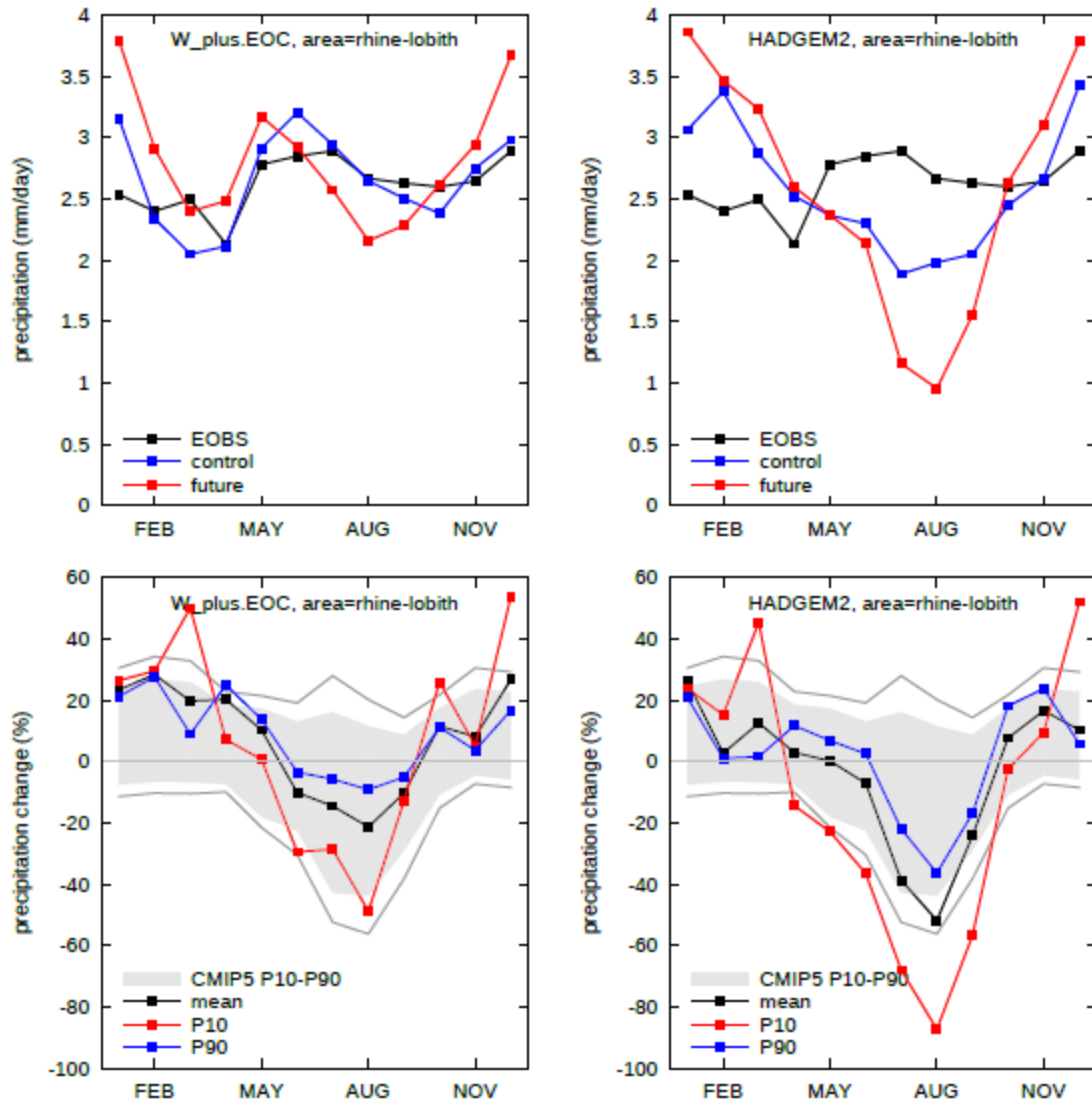 W_plus.EOC, area=rhine-lobith
precipitation (mm/day)
4
3.5
3
2.5
2
1.5
1
0.5
0
EOBS
control
future
FEB MAY AUG NOV
HADGEM2, area=rhine-lobith
precipitation (mm/day)
4
3.5
3
2.5
2
1.5
1
0.5
0
EOBS
control
future
FEB MAY AUG NOV
W_plus.EOC, area=rhine-lobith
precipitation change (%)
60
40
20
0
-20
-40
-60
-80
-100
CMIP5 P10-P90
mean
P10
P90
FEB MAY AUG NOV
HADGEM2, area=rhine-lobith
precipitation change (%)
60
40
20
0
-20
-40
-60
-80
-100
CMIP5 P10-P90
mean
P10
P90
FEB MAY AUG NOV